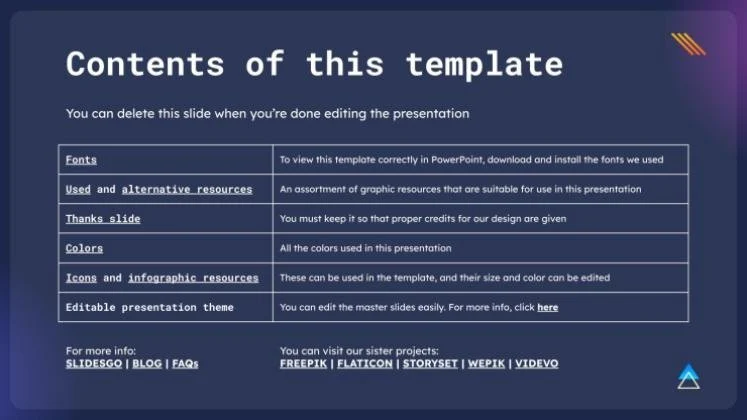 Contents of this template
You can delete this slide when you're done editing the presentation
Fonts
To view this template correctly in PowerPoint, download and install the fonts we used
Used and alternative resources
An assortment of graphic resources that are suitable for use in this presentation
Thanks slide
You must keep it so that proper credits for our design are given
Colors
All the colors used in this presentation
Icons and infographic resources
These can be used in the template, and their size and color can be edited
Editable presentation theme
You can edit the master slides easily. For more info, click here
For more info:
SLIDESGO | BLOG | FAQs
You can visit our sister projects:
FREEPIK | FLATICON | STORYSET | WEPIK | VIDEVO